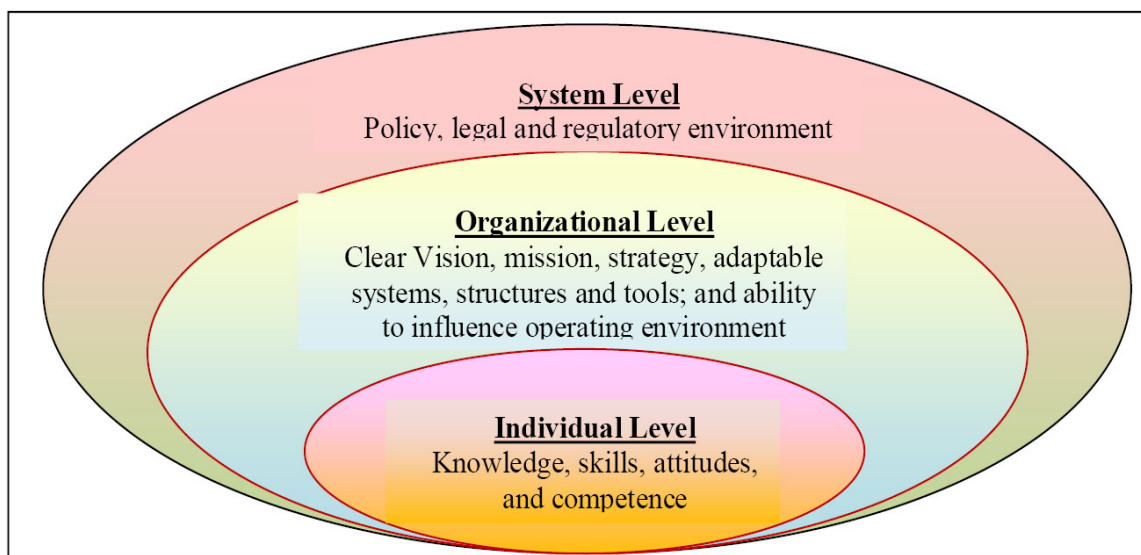 System Level
Policy, legal and regulatory environment
Organizational Level
Clear Vision, mission, strategy, adaptable
systems, structures and tools; and ability
to influence operating environment
Individual Level
Knowledge, skills, attitudes,
and competence